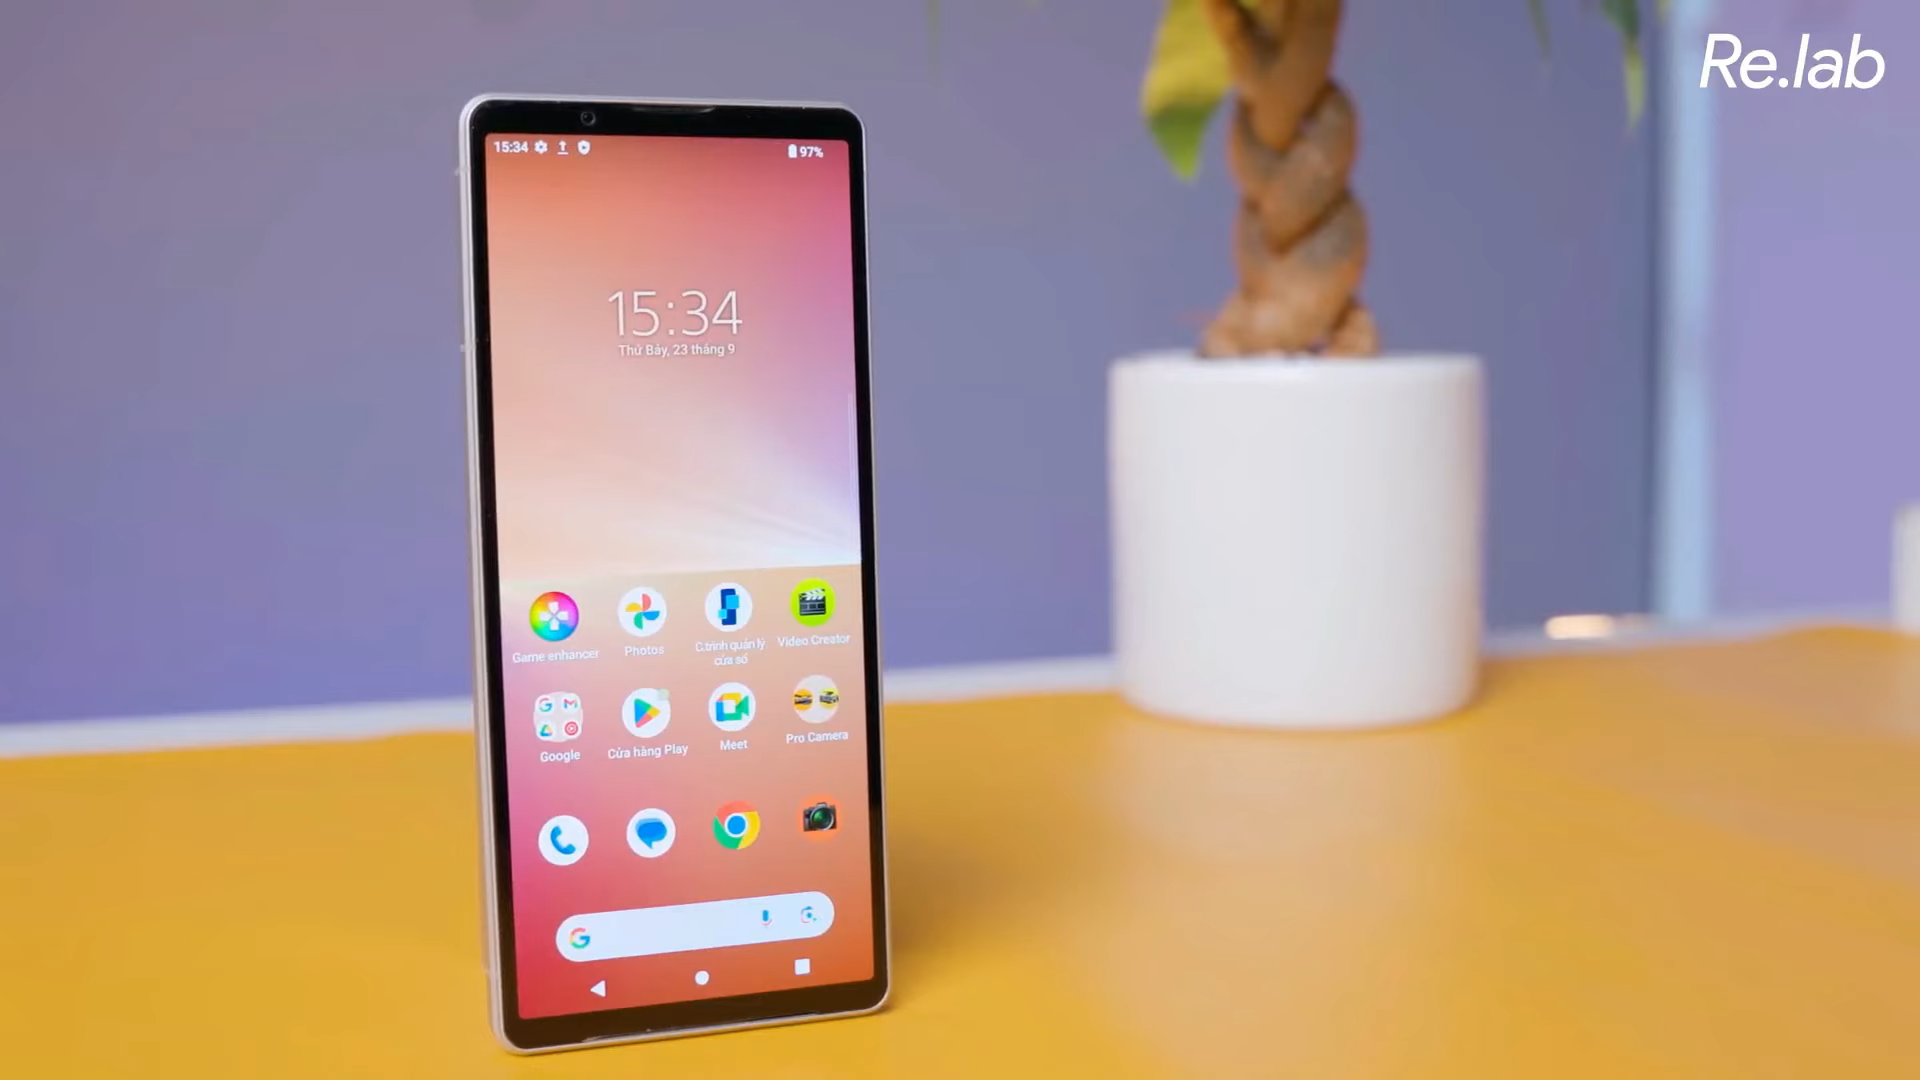 Re.lab
15:34
97%
15:34
Thứ Bảy, 23 tháng 9
Game enhancer
Photos
C.trình quản lý
cửa sổ
Video Creator
Google
Cửa hàng Play
Meet
Pro Camera